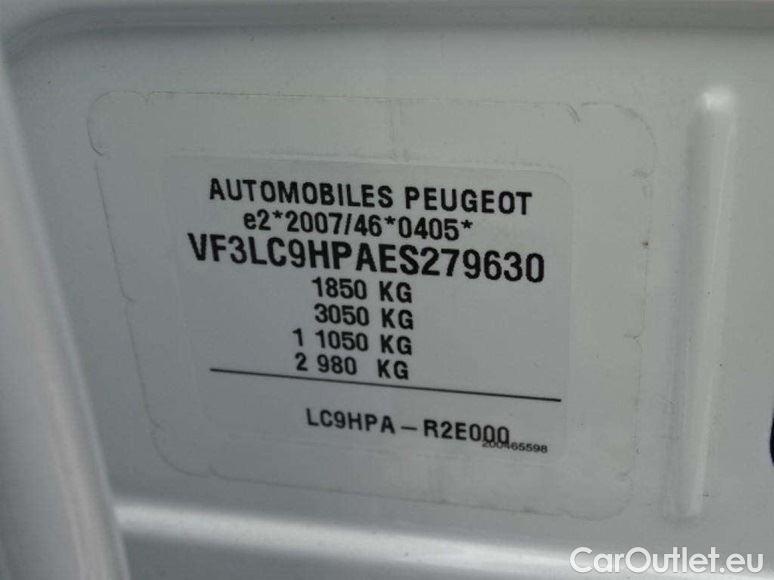 AUTOMOBILES PEUGEOT
e2*2007/46*0405*
VF3LC9HPAES279630
1850 KG
3050 KG
1 1050 KG
2 980 KG
LC9HPA – R2E000
200465598
CarOutlet.eu